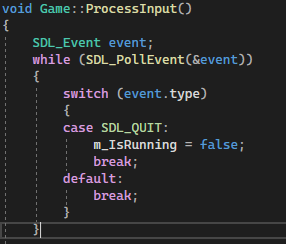 void Game::ProcessInput()
{
    SDL_Event event;
    while (SDL_PollEvent(&event))
    {
        switch (event.type)
        {
        case SDL_QUIT:
            m_IsRunning = false;
            break;
        default:
            break;
        }
    }